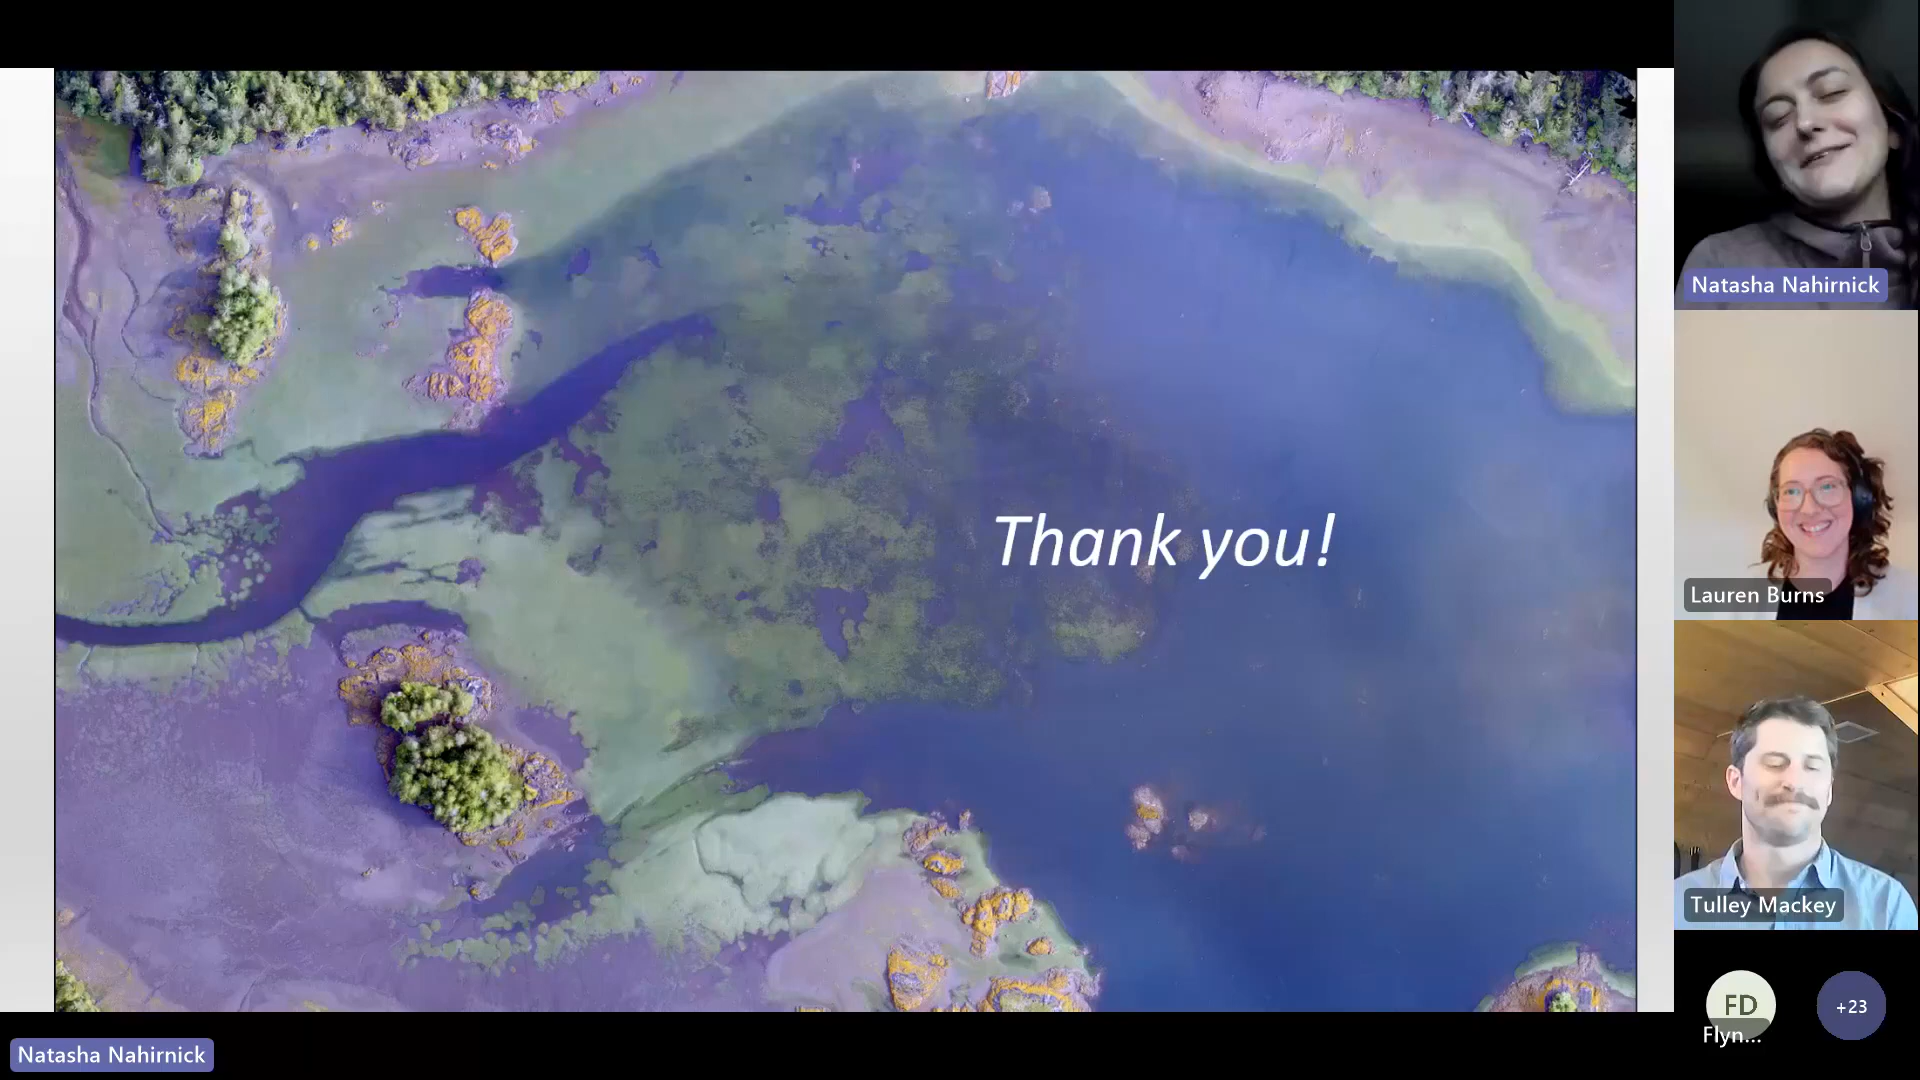 Thank you!
Natasha Nahirnick
Lauren Burns
Tulley Mackey
FD
Flyn...
+23
Natasha Nahirnick